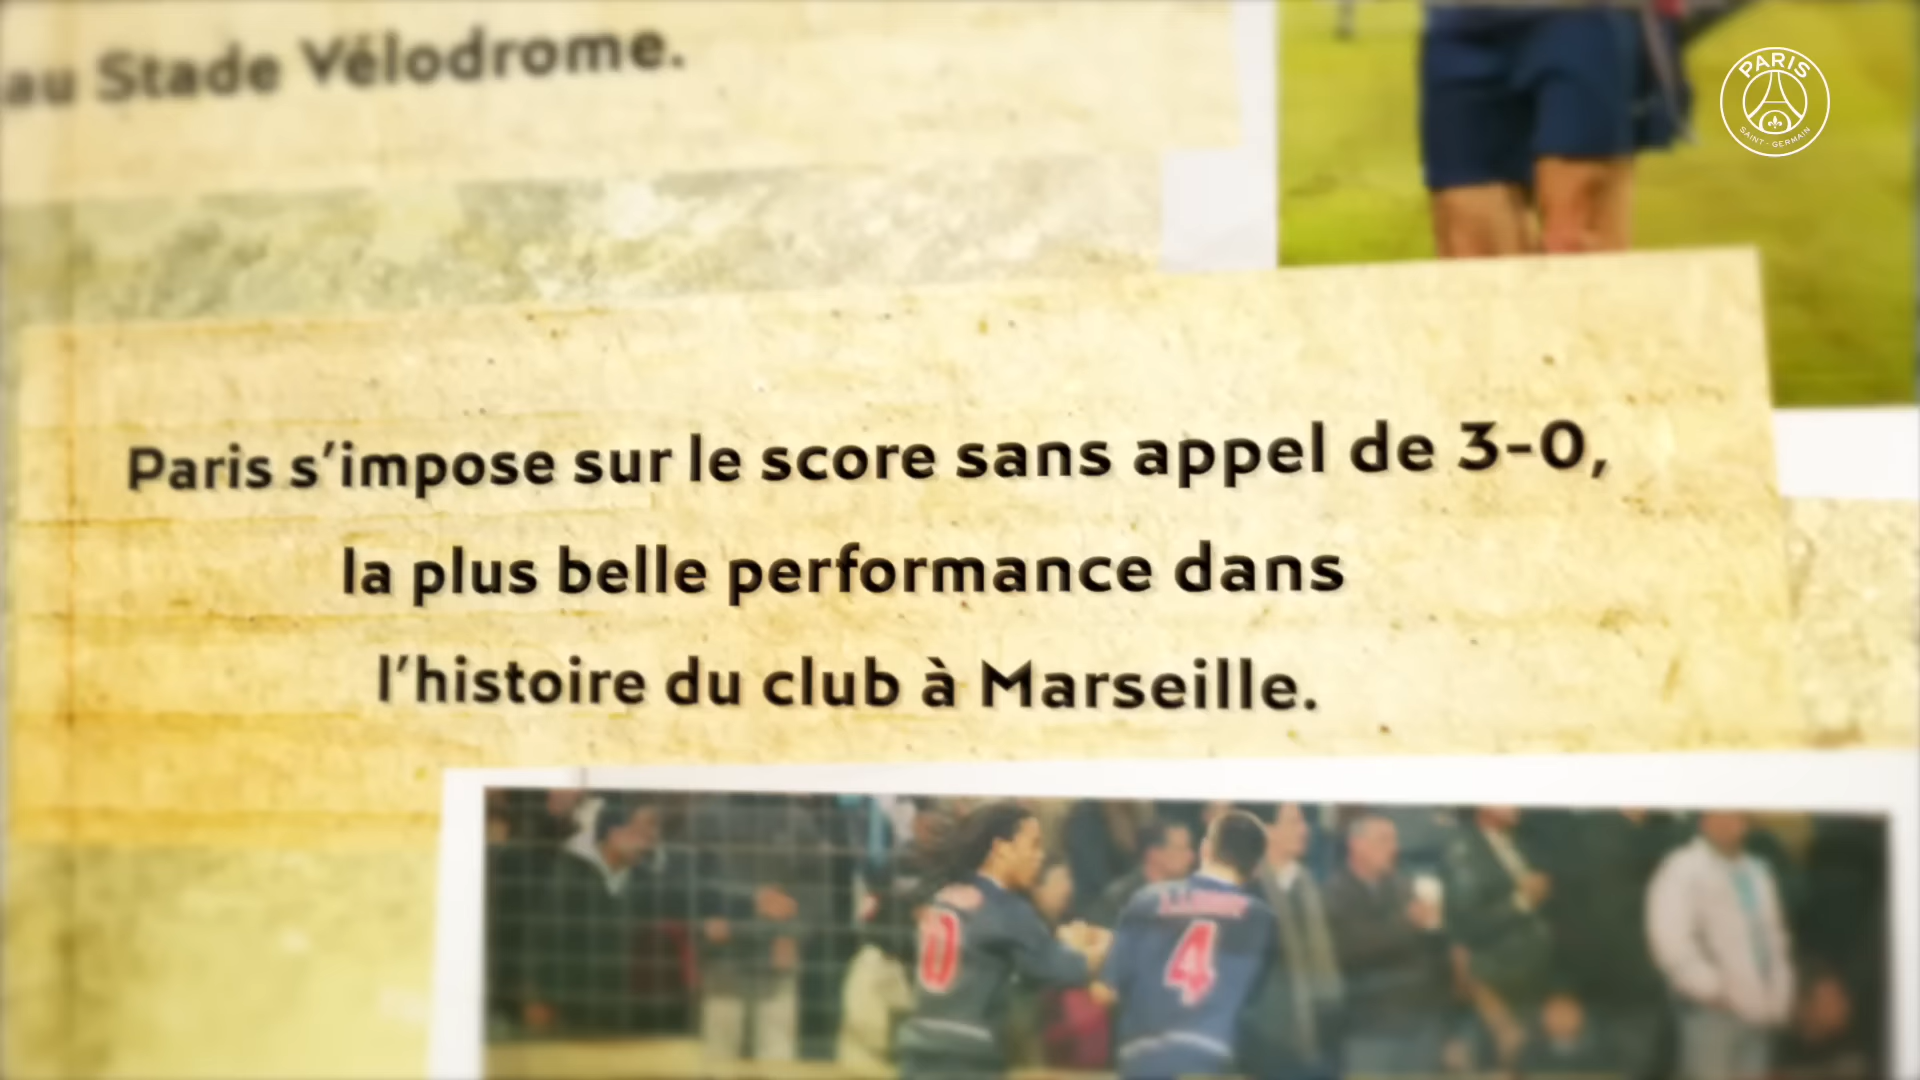 au Stade Vélodrome.
PARIS
SAINT-GERMAIN
Paris s’impose sur le score sans appel de 3-0,
la plus belle performance dans
l’histoire du club à Marseille.
4